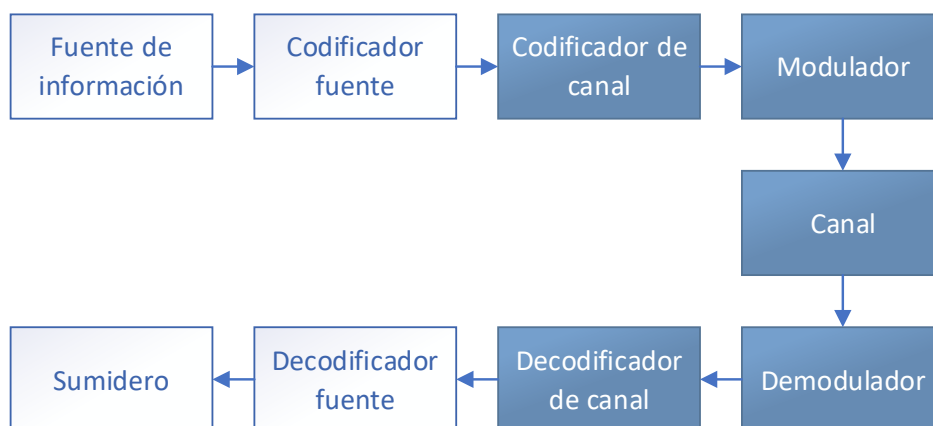 Fuente de
información
Codificador
fuente
Codificador de
canal
Modulador
Canal
Demodulador
Decodificador
de canal
Decodificador
fuente
Sumidero